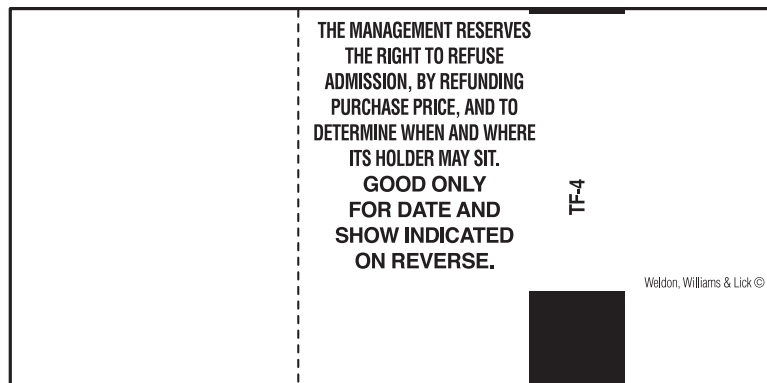 THE MANAGEMENT RESERVES
THE RIGHT TO REFUSE
ADMISSION, BY REFUNDING
PURCHASE PRICE, AND TO
DETERMINE WHEN AND WHERE
ITS HOLDER MAY SIT.
GOOD ONLY
FOR DATE AND
SHOW INDICATED
ON REVERSE.
TF-4
Weldon, Williams & Lick ©